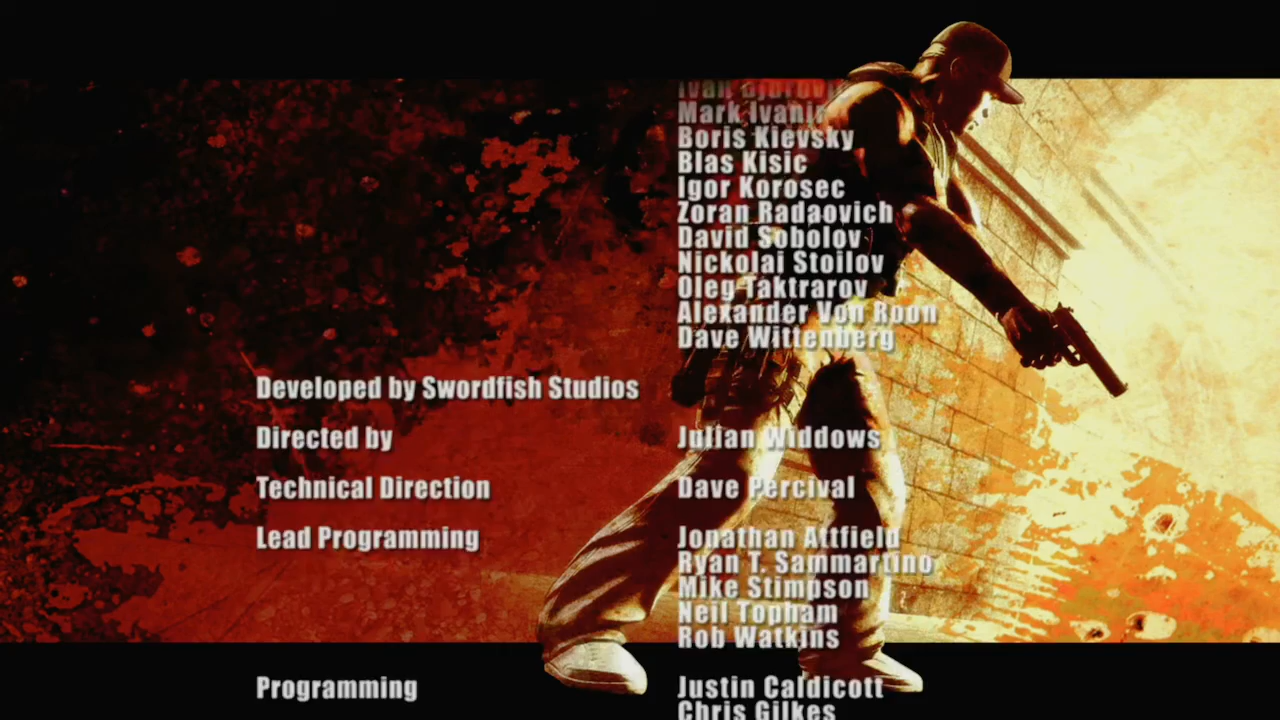 Mark Ivanir
Boris Kievsky
Blas Kisic
Igor Korosec
Zoran Radaovich
David Sobolov
Nickolai Stoilov
Oleg Taktrarov
Alexander Von Roon
Dave Wittenberg
Developed by Swordfish Studios
Directed by Julian Widdows
Technical Direction Dave Percival
Lead Programming Jonathan Attfield
Ryan T. Sammartino
Mike Stimpson
Neil Topham
Rob Watkins
Programming Justin Caldicott
Chris Gilkes